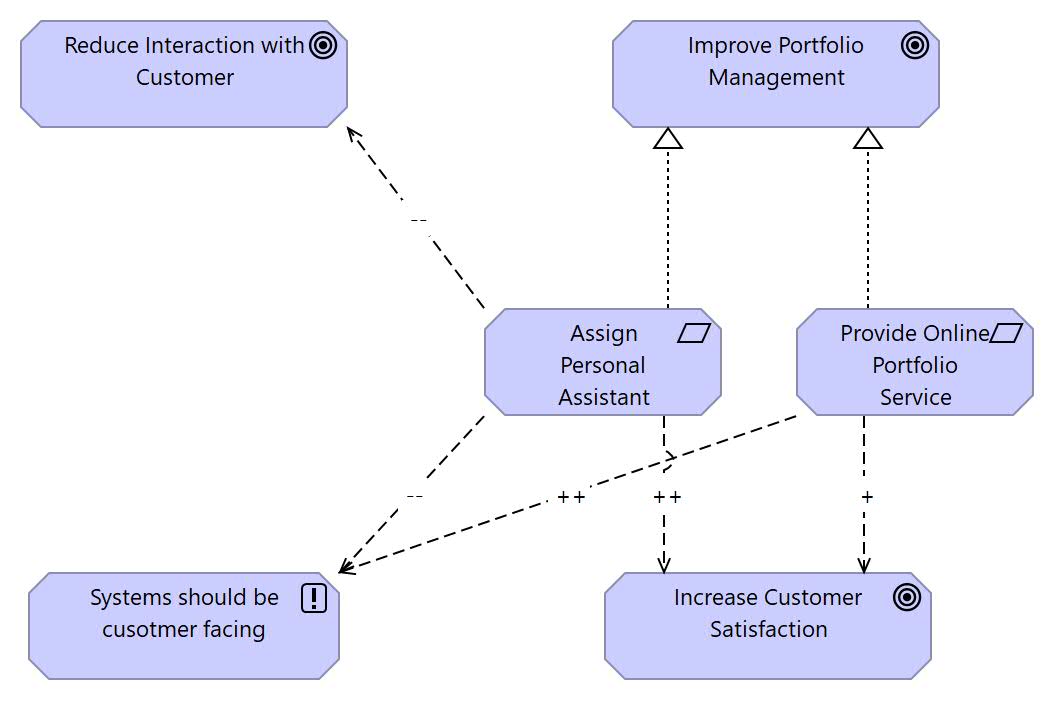 Reduce Interaction with
Customer
Improve Portfolio
Management
--
Assign
Personal
Assistant
Provide Online
Portfolio
Service
--
++
++
+
Systems should be
cusotmer facing
Increase Customer
Satisfaction